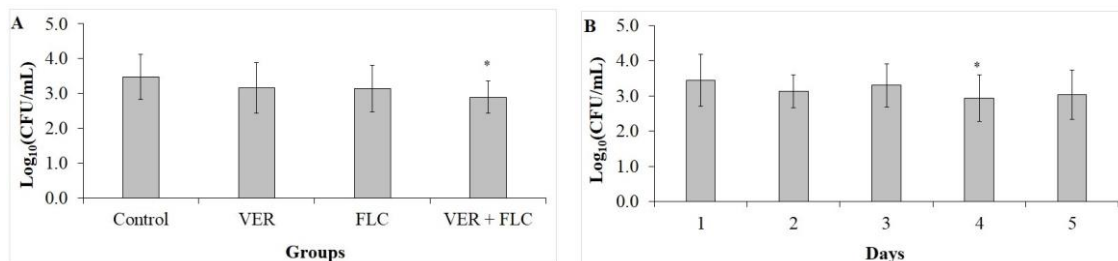 A
Log10(CFU/mL)
5.0
4.0
3.0
2.0
1.0
0.0
*
Control VER FLC VER + FLC
Groups
B
Log10(CFU/mL)
5.0
4.0
3.0
2.0
1.0
0.0
*
1 2 3 4 5
Days